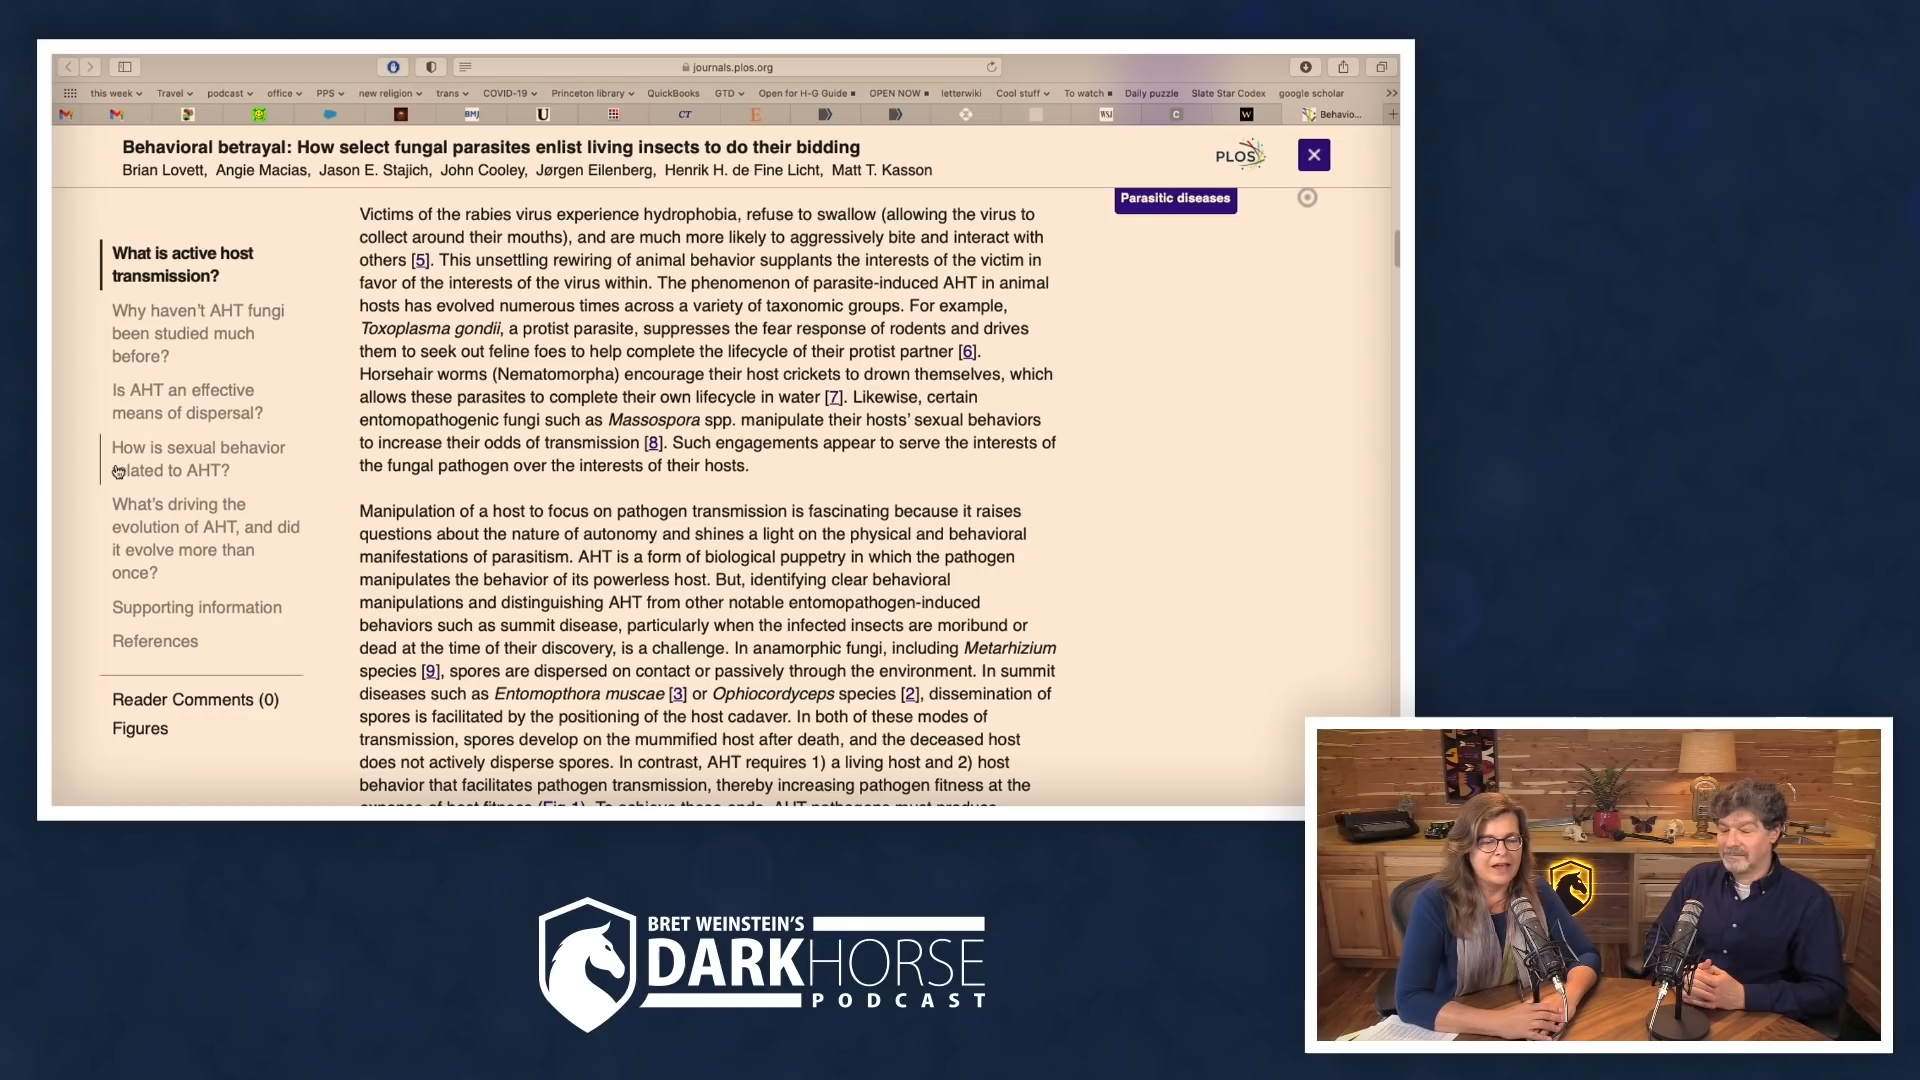 journals.plos.org
this week Travel podcast office PPS new religion trans COVID-19 Princeton library QuickBooks GTD Open for H-G Guide OPEN NOW letterwiki Cool stuff To watch Daily puzzle Slate Star Codex google scholar
BMJ U CT E WSJ C W Behavio...
Behavioral betrayal: How select fungal parasites enlist living insects to do their bidding
Brian Lovett, Angie Macias, Jason E. Stajich, John Cooley, Jørgen Eilenberg, Henrik H. de Fine Licht, Matt T. Kasson
PLOS
Parasitic diseases
What is active host
transmission?
Why haven't AHT fungi
been studied much
before?
Is AHT an effective
means of dispersal?
How is sexual behavior
lated to AHT?
What's driving the
evolution of AHT, and did
it evolve more than
once?
Supporting information
References
Reader Comments (0)
Figures
Victims of the rabies virus experience hydrophobia, refuse to swallow (allowing the virus to
collect around their mouths), and are much more likely to aggressively bite and interact with
others [5]. This unsettling rewiring of animal behavior supplants the interests of the victim in
favor of the interests of the virus within. The phenomenon of parasite-induced AHT in animal
hosts has evolved numerous times across a variety of taxonomic groups. For example,
Toxoplasma gondii, a protist parasite, suppresses the fear response of rodents and drives
them to seek out feline foes to help complete the lifecycle of their protist partner [6].
Horsehair worms (Nematomorpha) encourage their host crickets to drown themselves, which
allows these parasites to complete their own lifecycle in water [7]. Likewise, certain
entomopathogenic fungi such as Massospora spp. manipulate their hosts' sexual behaviors
to increase their odds of transmission [8]. Such engagements appear to serve the interests of
the fungal pathogen over the interests of their hosts.
Manipulation of a host to focus on pathogen transmission is fascinating because it raises
questions about the nature of autonomy and shines a light on the physical and behavioral
manifestations of parasitism. AHT is a form of biological puppetry in which the pathogen
manipulates the behavior of its powerless host. But, identifying clear behavioral
manipulations and distinguishing AHT from other notable entomopathogen-induced
behaviors such as summit disease, particularly when the infected insects are moribund or
dead at the time of their discovery, is a challenge. In anamorphic fungi, including Metarhizium
species [9], spores are dispersed on contact or passively through the environment. In summit
diseases such as Entomopthora muscae [3] or Ophiocordyceps species [2], dissemination of
spores is facilitated by the positioning of the host cadaver. In both of these modes of
transmission, spores develop on the mummified host after death, and the deceased host
does not actively disperse spores. In contrast, AHT requires 1) a living host and 2) host
behavior that facilitates pathogen transmission, thereby increasing pathogen fitness at the
expense of host fitness (Fig 1). To achieve these ends, AHT pathogens must produce
BRET WEINSTEIN'S
DARKHORSE
PODCAST